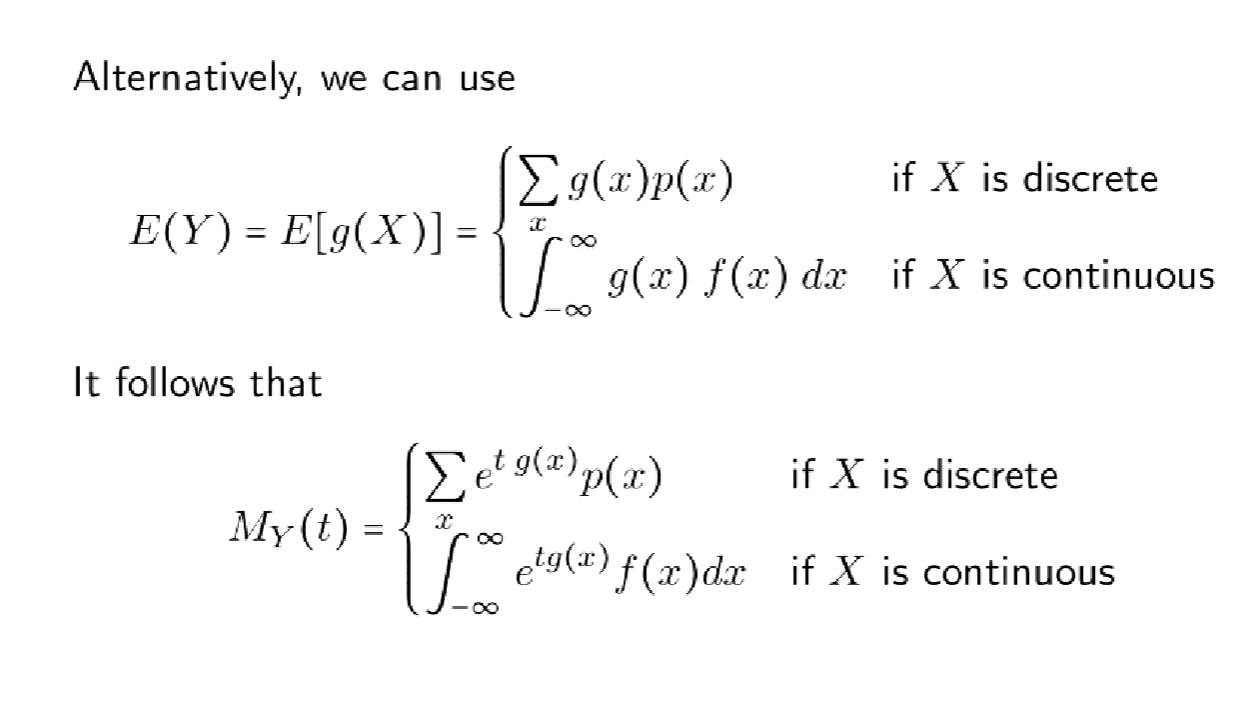 Alternatively, we can use
$$E(Y) = E[g(X)] = \begin{cases} \sum_{x} g(x)p(x) & \text{if } X \text{ is discrete} \\ \int_{-\infty}^{\infty} g(x)\, f(x)\, dx & \text{if } X \text{ is continuous} \end{cases}$$
It follows that
$$M_Y(t) = \begin{cases} \sum_{x} e^{t\, g(x)} p(x) & \text{if } X \text{ is discrete} \\ \int_{-\infty}^{\infty} e^{tg(x)} f(x) dx & \text{if } X \text{ is continuous} \end{cases}$$